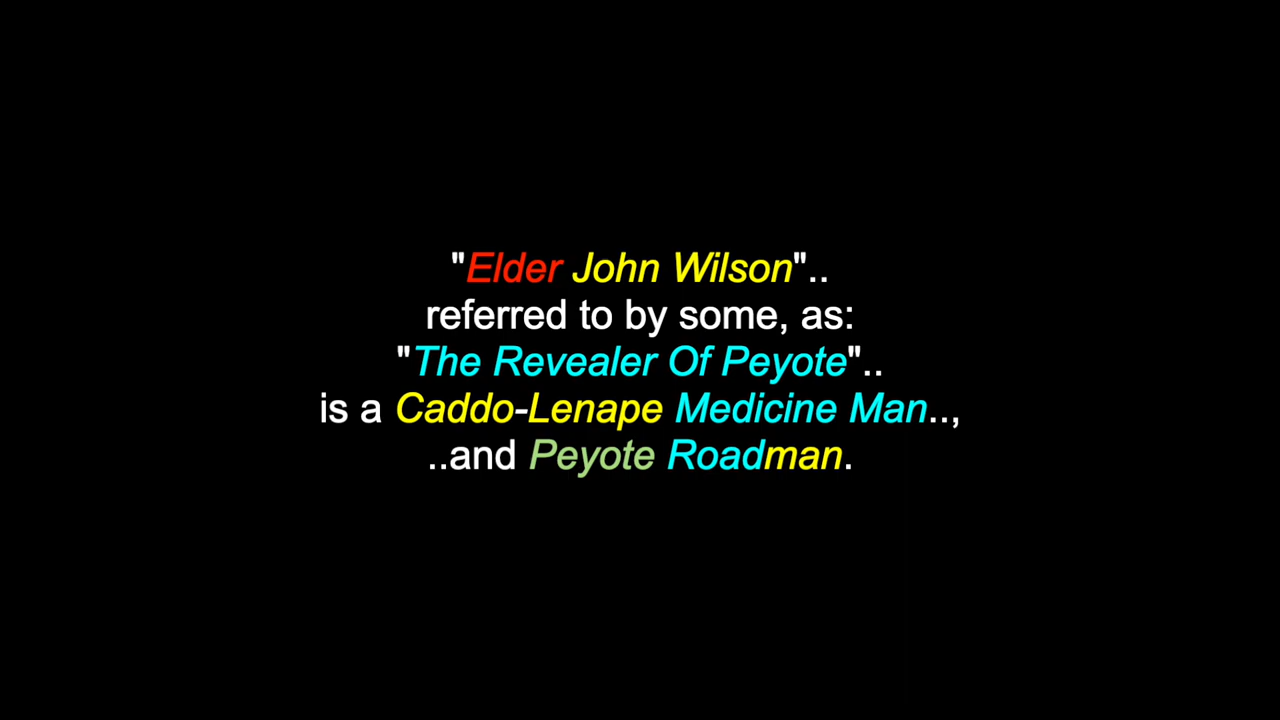 "Elder John Wilson"..
referred to by some, as:
"The Revealer Of Peyote"..
is a Caddo-Lenape Medicine Man..,
..and Peyote Roadman.